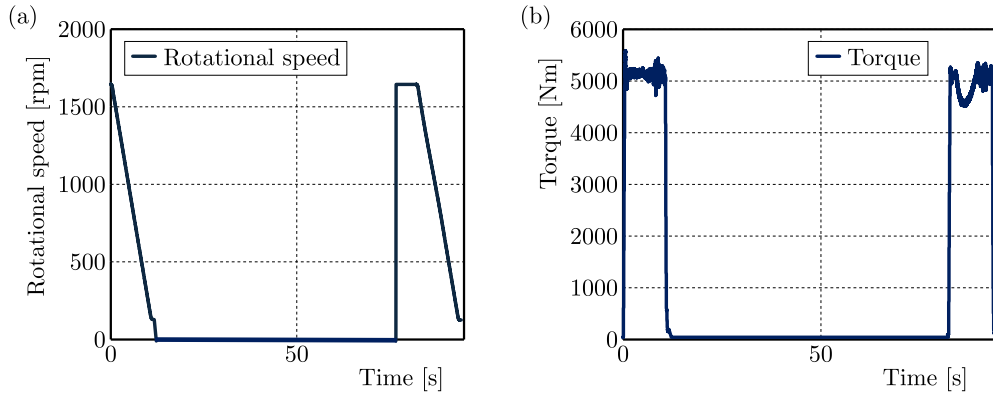 (a)
2000
1500
1000
500
0
Rotational speed [rpm]
Rotational speed
0
50
Time [s]
(b)
6000
5000
4000
3000
2000
1000
0
Torque [Nm]
Torque
0
50
Time [s]